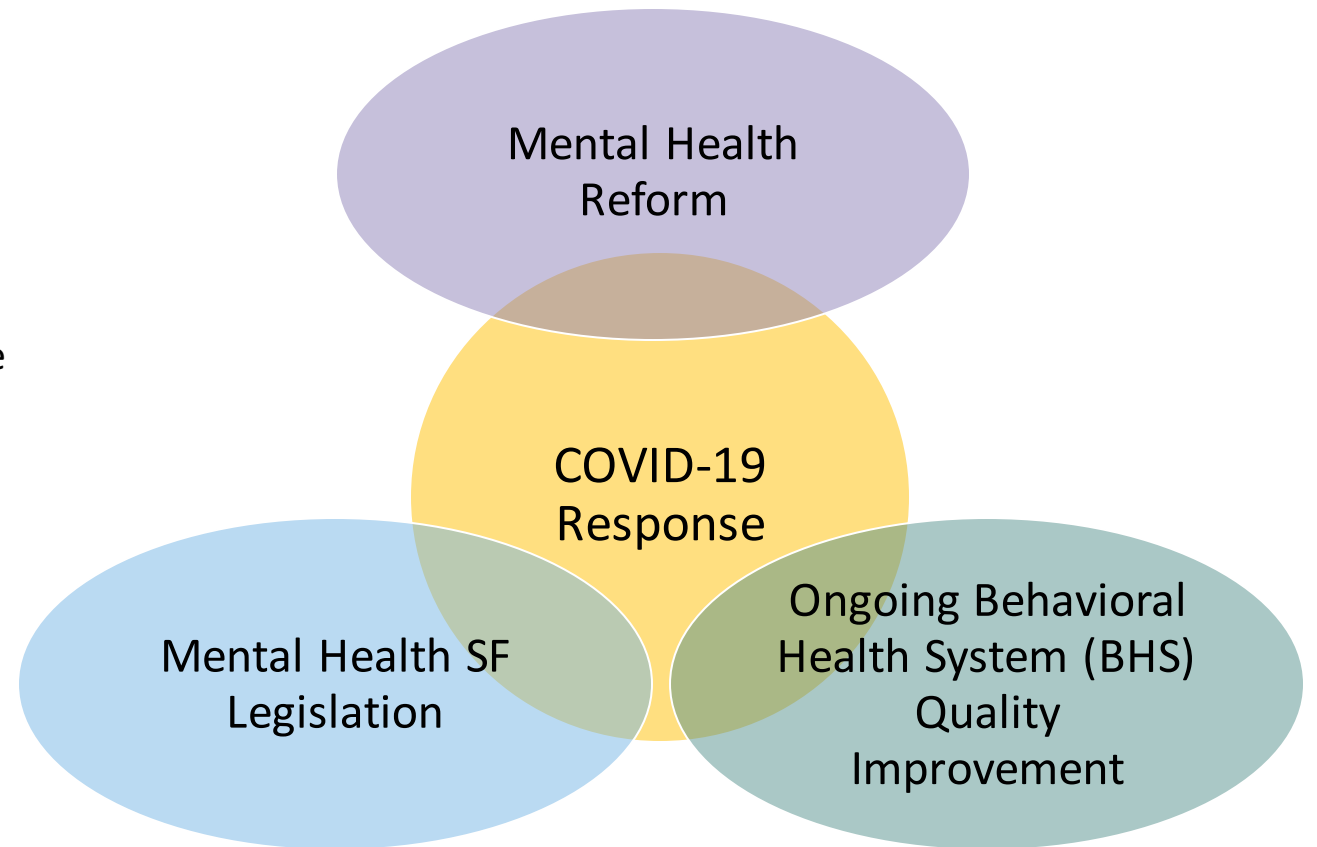 Mental Health
Reform
e
COVID-19
Response
Mental Health SF
Legislation
Ongoing Behavioral
Health System (BHS)
Quality
Improvement